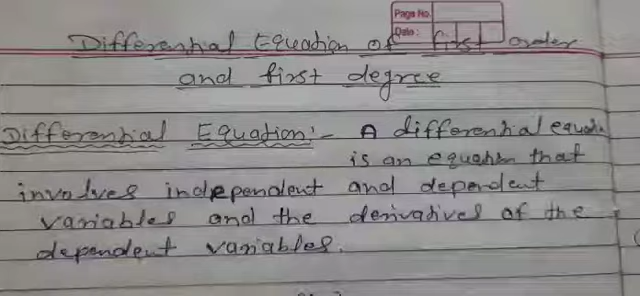 Page No.
Date:
Differential Equation of first order
and first degree
Differential Equation:- A differential equati
is an equation that
involves independent and dependent
variables and the derivatives of the
dependent variables.